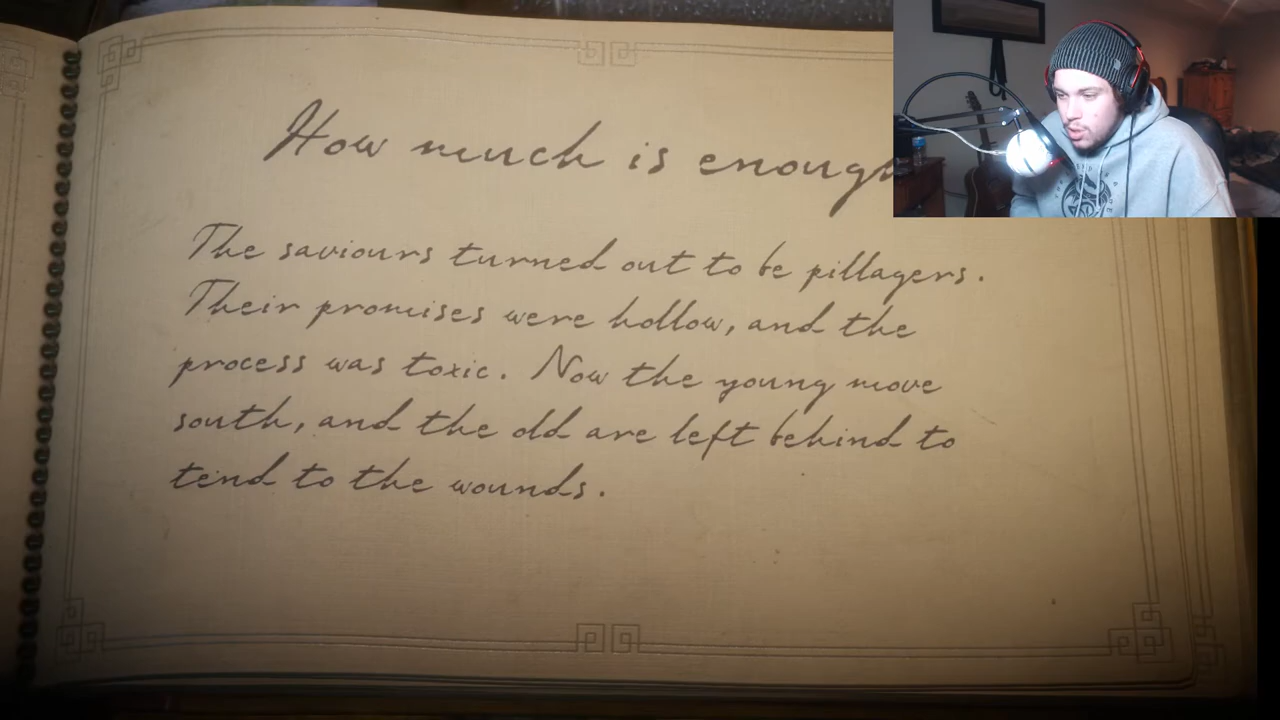 How much is enough
The saviours turned out to be pillagers.
Their promises were hollow, and the
process was toxic. Now the young move
south, and the old are left behind to
tend to the wounds.